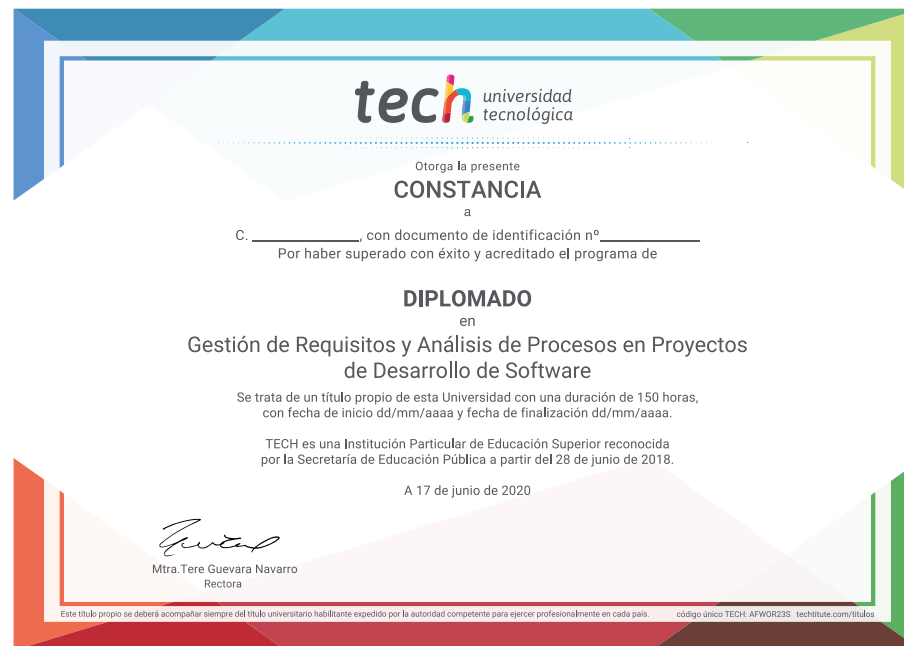 tech universidad
tecnológica
Otorga la presente
CONSTANCIA
a
C. ____________, con documento de identificación nº____________
Por haber superado con éxito y acreditado el programa de
DIPLOMADO
en
Gestión de Requisitos y Análisis de Procesos en Proyectos
de Desarrollo de Software
Se trata de un título propio de esta Universidad con una duración de 150 horas,
con fecha de inicio dd/mm/aaaa y fecha de finalización dd/mm/aaaa.
TECH es una Institución Particular de Educación Superior reconocida
por la Secretaría de Educación Pública a partir del 28 de junio de 2018.
A 17 de junio de 2020
Mtra.Tere Guevara Navarro
Rectora
Este título propio se deberá acompañar siempre del título universitario habilitante expedido por la autoridad competente para ejercer profesionalmente en cada país. código único TECH: AFWOR23S techtitute.com/titulos